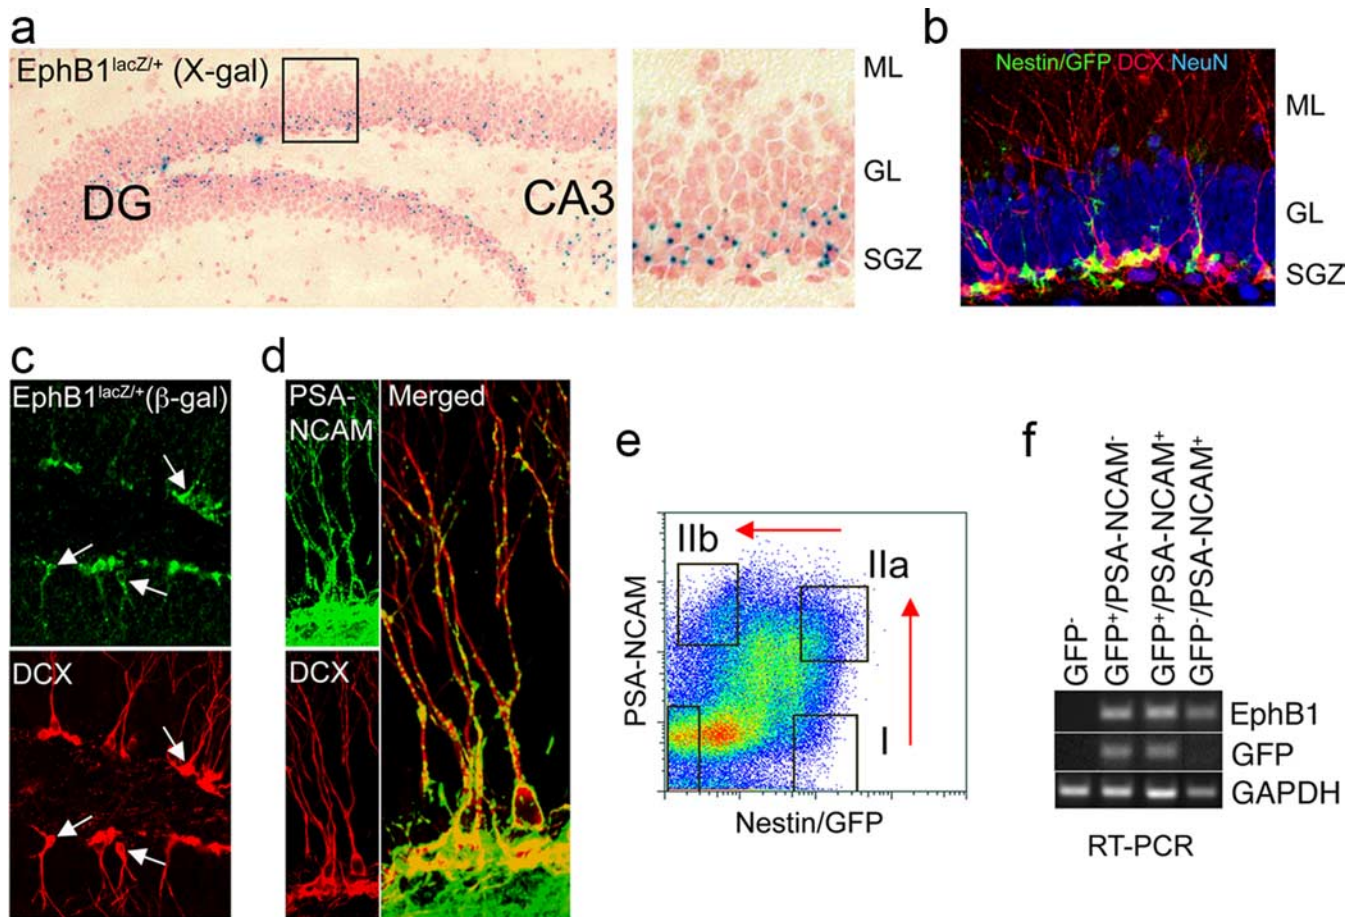 a
EphB1lacZ/+ (X-gal)
DG
CA3
ML
GL
SGZ
b
Nestin/GFP DCX NeuN
ML
GL
SGZ
c
EphB1lacZ/+(β-gal)
DCX
d
PSA-
NCAM
Merged
DCX
e
IIb
IIa
I
PSA-NCAM
Nestin/GFP
f
GFP-
GFP+/PSA-NCAM-
GFP+/PSA-NCAM+
GFP-/PSA-NCAM+
EphB1
GFP
GAPDH
RT-PCR